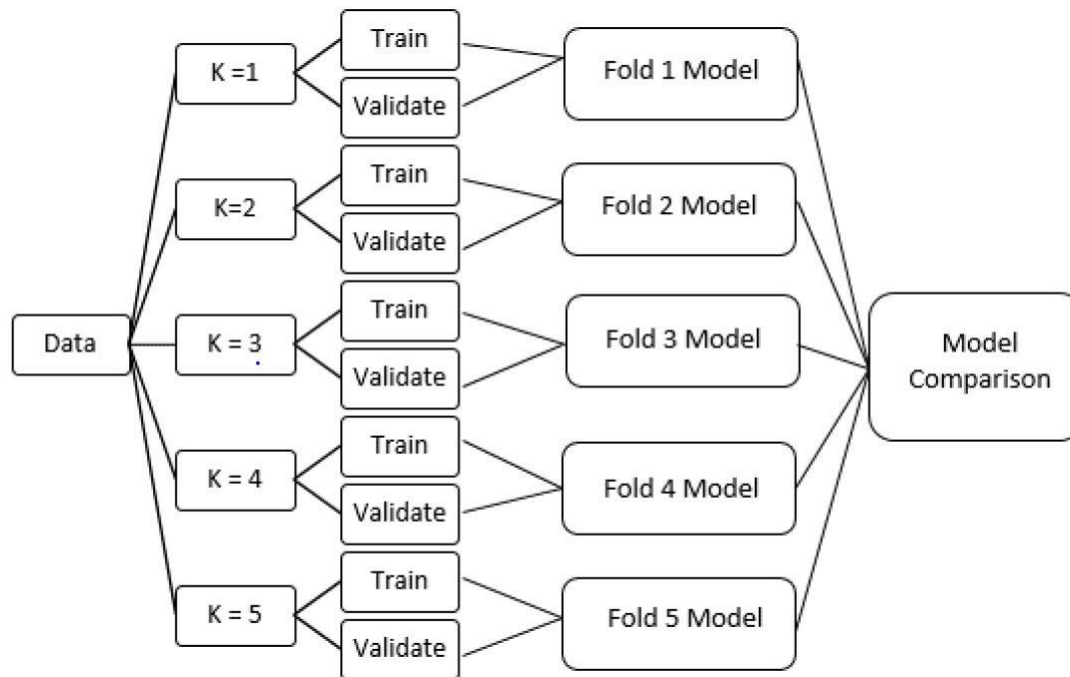 Data
K =1
Train
Validate
Fold 1 Model
K=2
Train
Validate
Fold 2 Model
K = 3
Train
Validate
Fold 3 Model
K = 4
Train
Validate
Fold 4 Model
K = 5
Train
Validate
Fold 5 Model
Model
Comparison